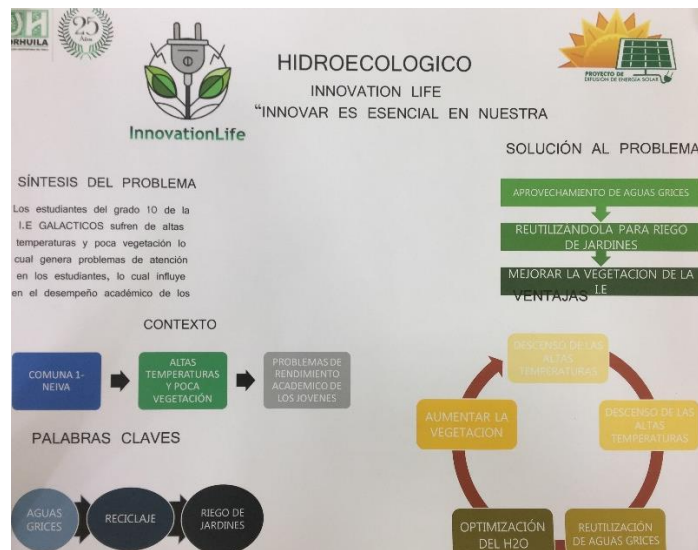 25
Años
InnovationLife
HIDROECOLOGICO
INNOVATION LIFE
"INNOVAR ES ESENCIAL EN NUESTRA
PROYECTO DE
DIFUSIÓN DE ENERGÍA SOLAR
SÍNTESIS DEL PROBLEMA
Los estudiantes del grado 10 de la
I.E GALACTICOS sufren de altas
temperaturas y poca vegetación lo
cual genera problemas de atención
en los estudiantes, lo cual influye
en el desempeño académico de los
CONTEXTO
COMUNA 1-
NEIVA
ALTAS
TEMPERATURAS
Y POCA
VEGETACIÓN
PROBLEMAS DE
RENDIMIENTO
ACADEMICO DE
LOS JOVENES
PALABRAS CLAVES
AGUAS
GRICES
RECICLAJE
RIEGO DE
JARDINES
SOLUCIÓN AL PROBLEMA
APROVECHAMIENTO DE AGUAS GRICES
REUTILIZÁNDOLA PARA RIEGO
DE JARDINES
MEJORAR LA VEGETACION DE LA
I.E
VENTAJAS
DESCENSO DE LAS
ALTAS
TEMPERATURAS
DESCENSO DE LAS
ALTAS
TEMPERATURAS
REUTILIZACIÓN
DE AGUAS GRICES
OPTIMIZACIÓN
DEL H2O
AUMENTAR LA
VEGETACION